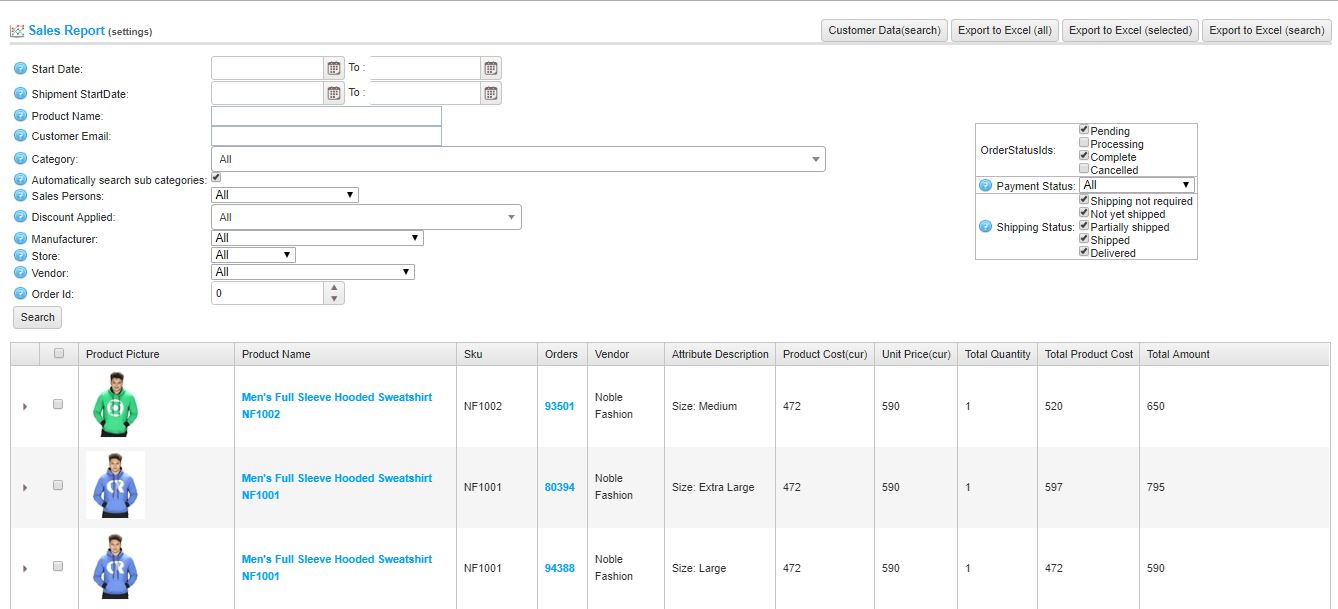 Sales Report (settings)
Customer Data(search) Export to Excel (all) Export to Excel (selected) Export to Excel (search)
Start Date: To :
Shipment StartDate: To :
Product Name:
Customer Email:
Category: All
Automatically search sub categories:
Sales Persons: All
Discount Applied: All
Manufacturer: All
Store: All
Vendor: All
Order Id: 0
Search
OrderStatusIds:
Pending
Processing
Complete
Cancelled
Payment Status: All
Shipping Status:
Shipping not required
Not yet shipped
Partially shipped
Shipped
Delivered
Product Picture Product Name Sku Orders Vendor Attribute Description Product Cost(cur) Unit Price(cur) Total Quantity Total Product Cost Total Amount
Men's Full Sleeve Hooded Sweatshirt
NF1002
NF1002 93501
Noble
Fashion
Size: Medium 472 590 1 520 650
Men's Full Sleeve Hooded Sweatshirt
NF1001
NF1001 80394
Noble
Fashion
Size: Extra Large 472 590 1 597 795
Men's Full Sleeve Hooded Sweatshirt
NF1001
NF1001 94388
Noble
Fashion
Size: Large 472 590 1 472 590